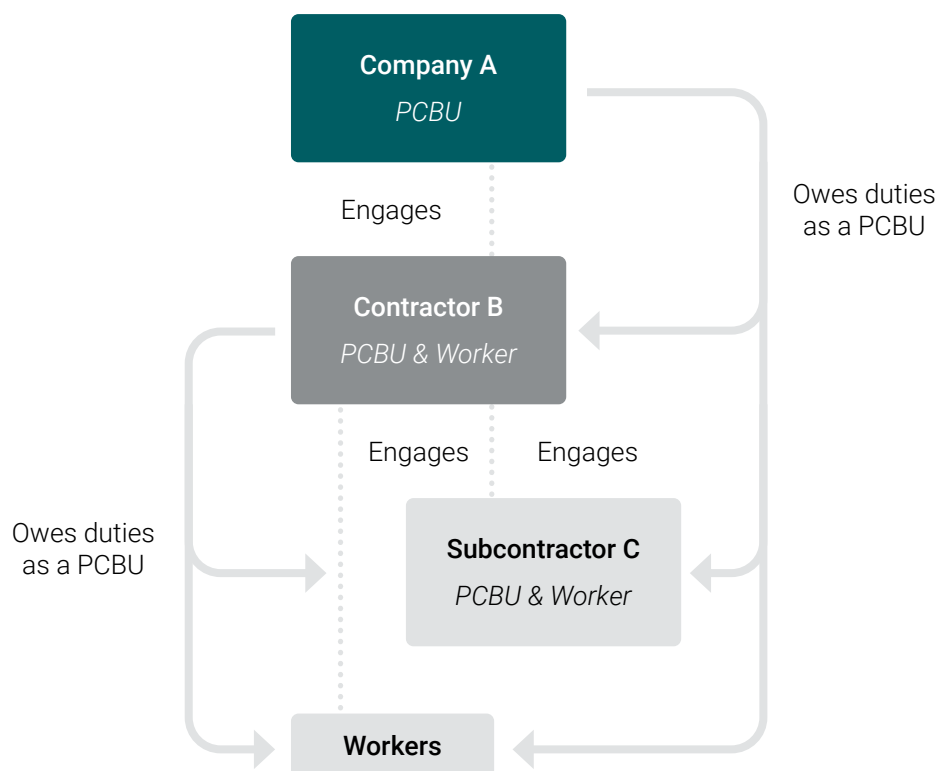 Company A
PCBU
Owes duties
as a PCBU
Engages
Contractor B
PCBU & Worker
Engages
Engages
Owes duties
as a PCBU
Subcontractor C
PCBU & Worker
Workers